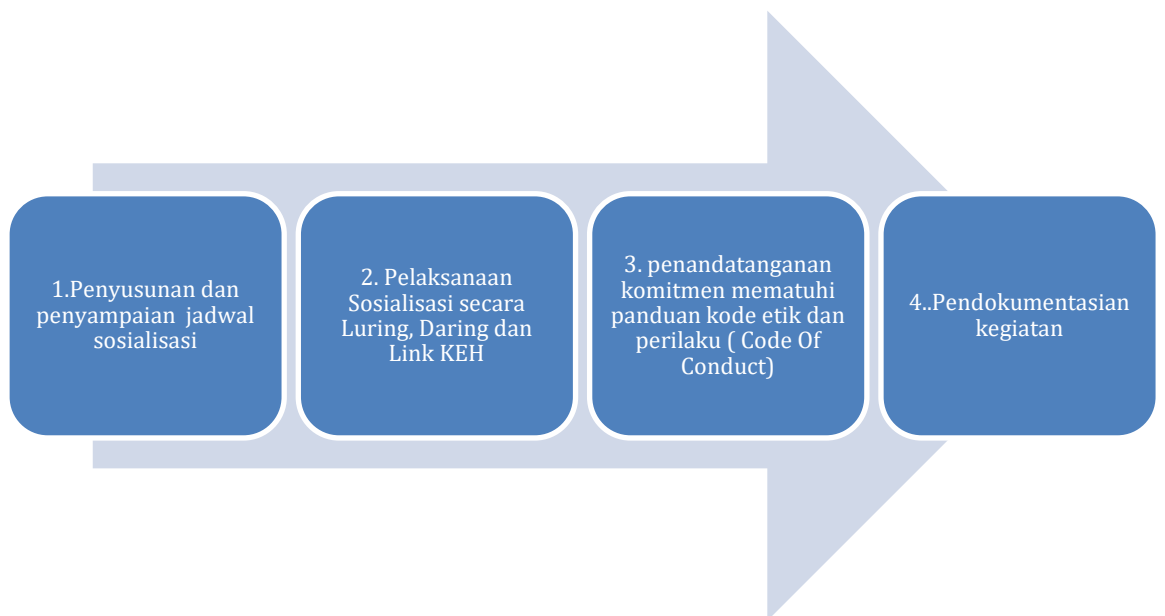 1.Penyusunan dan
penyampaian  jadwal
sosialisasi
2. Pelaksanaan
Sosialisasi secara
Luring, Daring dan
Link KEH
3. penandatanganan
komitmen mematuhi
panduan kode etik dan
perilaku ( Code Of
Conduct)
4..Pendokumentasian
kegiatan